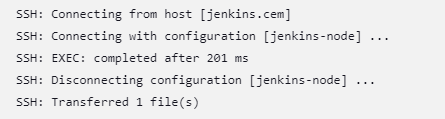 SSH: Connecting from host [jenkins.cem]
SSH: Connecting with configuration [jenkins-node] ...
SSH: EXEC: completed after 201 ms
SSH: Disconnecting configuration [jenkins-node] ...
SSH: Transferred 1 file(s)